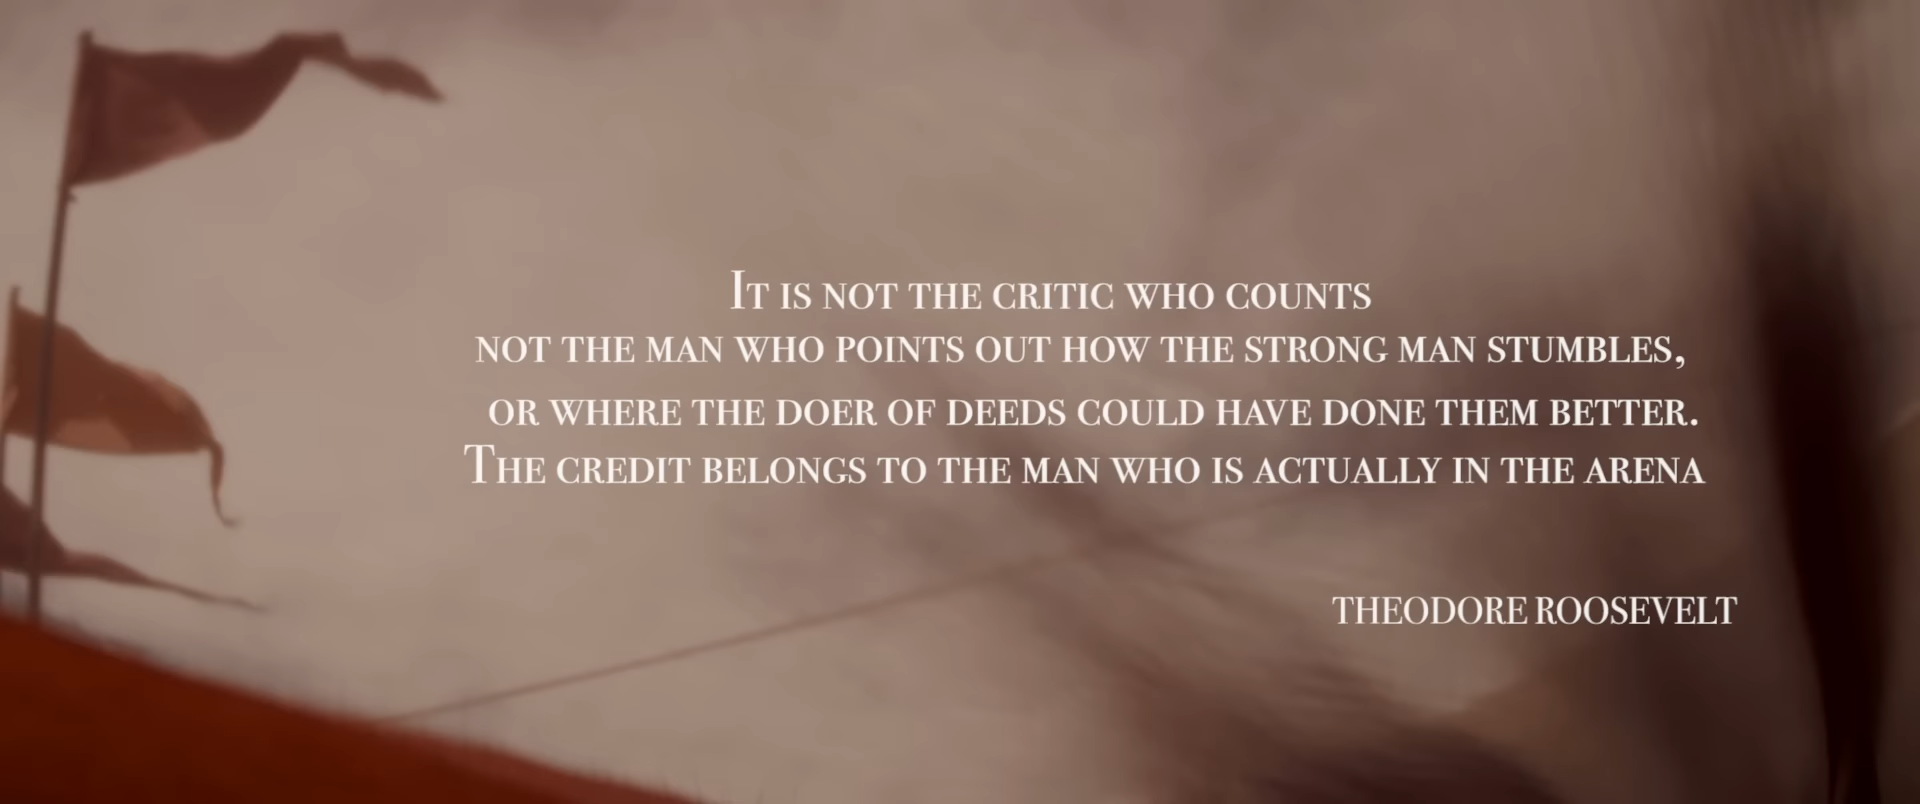 It is not the critic who counts
not the man who points out how the strong man stumbles,
or where the doer of deeds could have done them better.
The credit belongs to the man who is actually in the arena
THEODORE ROOSEVELT